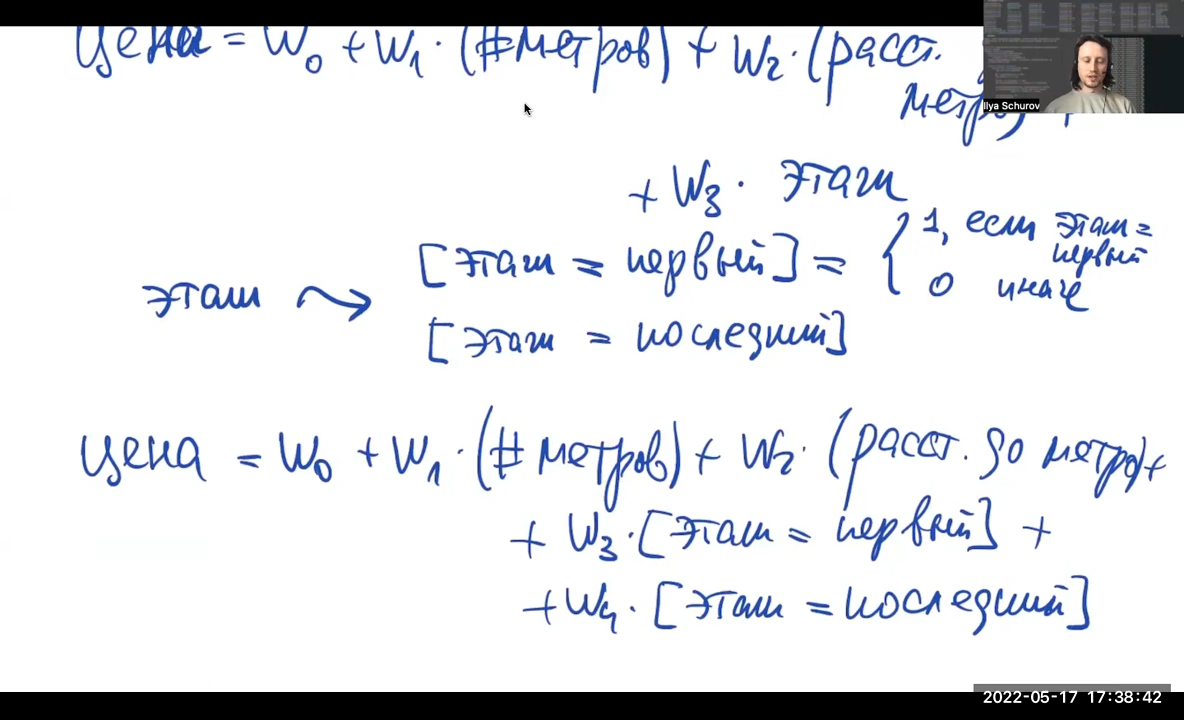 цена = w₀ + w₁ · (#метров) + w₂ · (расст.
Ilya Schurov
+ w₃ · этаж
[этаж = первый] = { 1, если этаж =
первый
0 иначе
этаж ⤳
[этаж = последний]
цена = w₀ + w₁ · (#метров) + w₂ · (расст. до метро) +
+ w₃ · [этаж = первый] +
+ w₄ · [этаж = последний]
2022-05-17 17:38:42